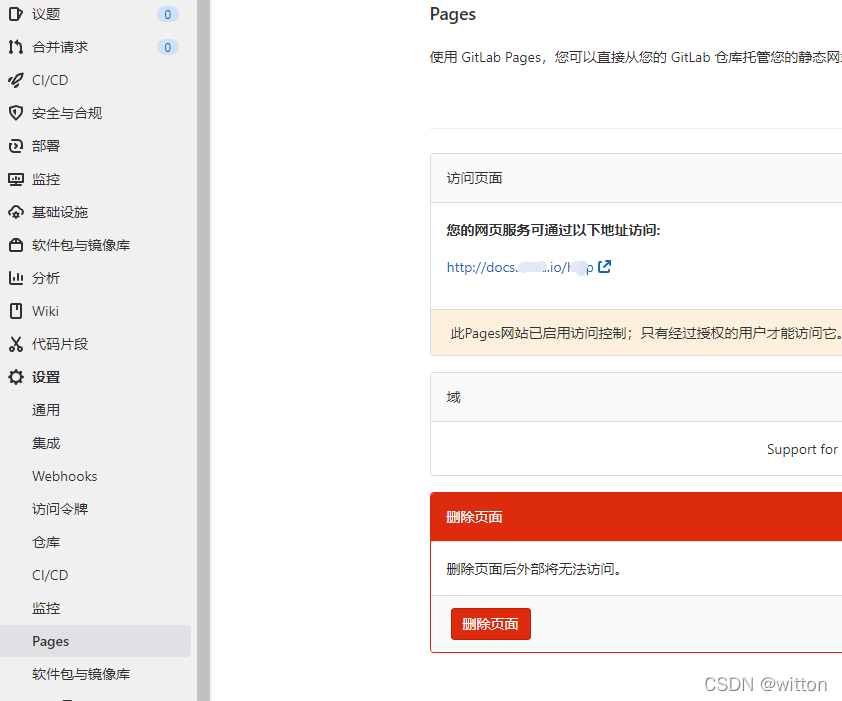 议题 0
合并请求 0
CI/CD
安全与合规
部署
监控
基础设施
软件包与镜像库
分析
Wiki
代码片段
设置
通用
集成
Webhooks
访问令牌
仓库
CI/CD
监控
Pages
软件包与镜像库
Pages
使用 GitLab Pages，您可以直接从您的 GitLab 仓库托管您的静态网
访问页面
您的网页服务可通过以下地址访问:
http://docs. .io/h p
此Pages网站已启用访问控制；只有经过授权的用户才能访问它。
域
Support for
删除页面
删除页面后外部将无法访问。
删除页面
CSDN @witton